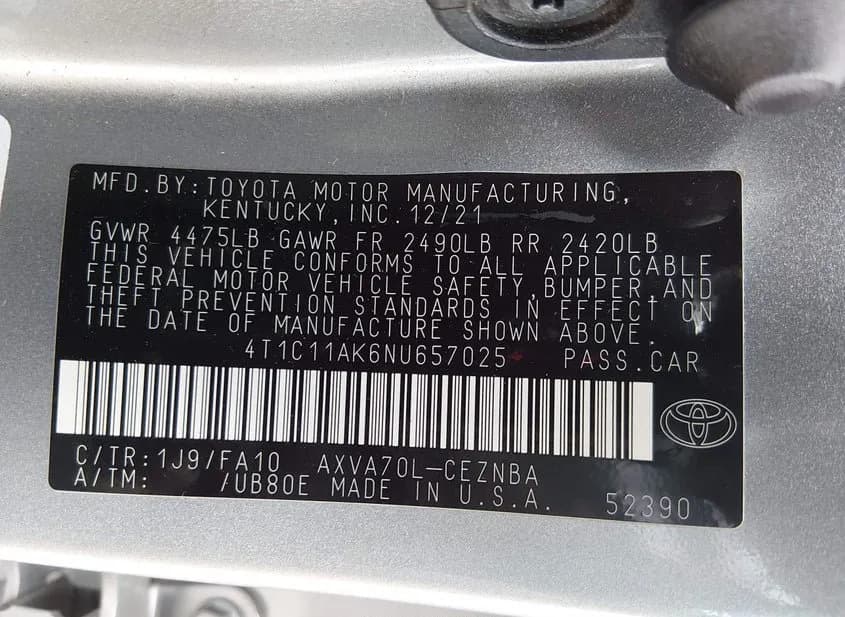 MFD.BY:TOYOTA MOTOR MANUFACTURING,
KENTUCKY,INC.12/21
GVWR 4475LB GAWR FR 2490LB RR 2420LB
THIS VEHICLE CONFORMS TO ALL APPLICABLE
FEDERAL MOTOR VEHICLE SAFETY,BUMPER,AND
THEFT PREVENTION STANDARDS IN EFFECT ON
THE DATE OF MANUFACTURE SHOWN ABOVE.
4T1C11AK6NU657025 PASS.CAR
C/TR:1J9/FA10 AXVA70L-CEZNBA
A/TM: /UB80E MADE IN U.S.A. 52390